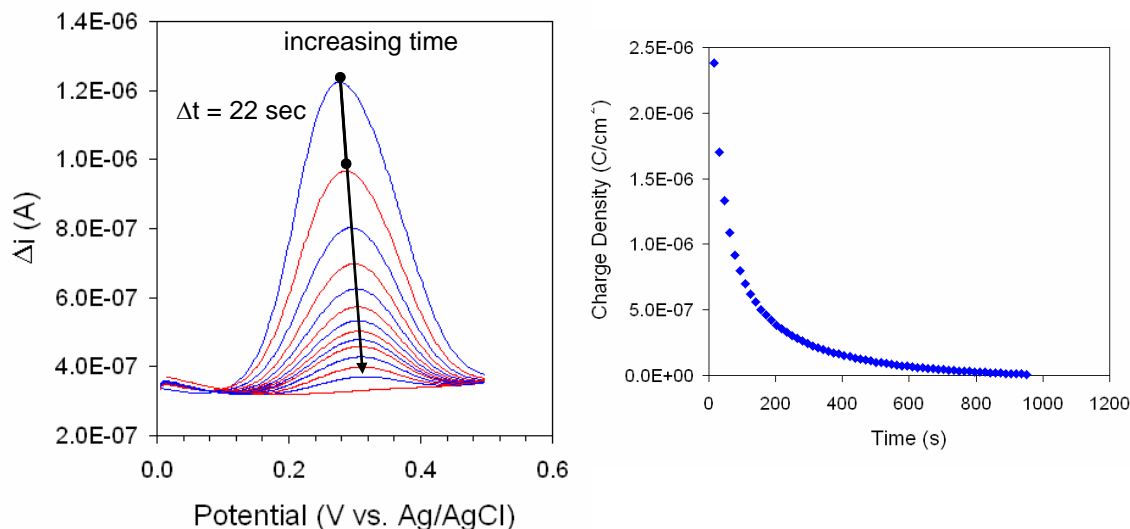 1.4E-06
increasing time
1.2E-06
Δt = 22 sec
1.0E-06
8.0E-07
6.0E-07
4.0E-07
2.0E-07
Δi (A)
0.0 0.2 0.4 0.6
Potential (V vs. Ag/AgCl)
2.5E-06
2.0E-06
1.5E-06
1.0E-06
5.0E-07
0.0E+00
Charge Density (C/cm²)
0 200 400 600 800 1000 1200
Time (s)